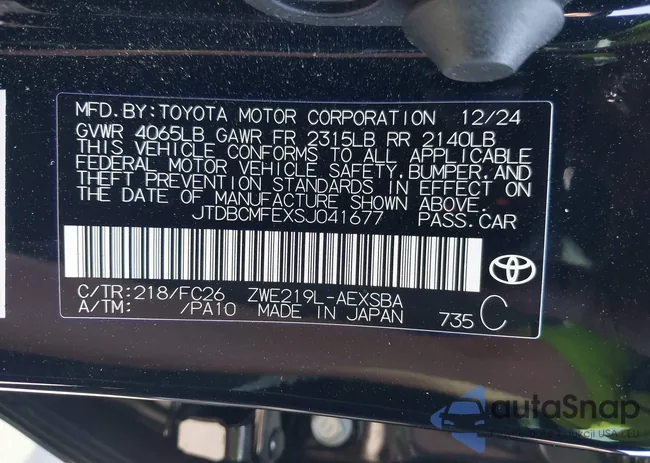 MFD.BY:TOYOTA MOTOR CORPORATION 12/24
GVWR 4065LB GAWR FR 2315LB RR 2140LB
THIS VEHICLE CONFORMS TO ALL APPLICABLE
FEDERAL MOTOR VEHICLE SAFETY,BUMPER,AND
THEFT PREVENTION STANDARDS IN EFFECT ON
THE DATE OF MANUFACTURE SHOWN ABOVE.
JTDBCMFEXSJ041677 PASS.CAR
C/TR:218/FC26 ZWE219L-AEXSBA
A/TM: /PA10 MADE IN JAPAN 735 C
autoSnap
USA